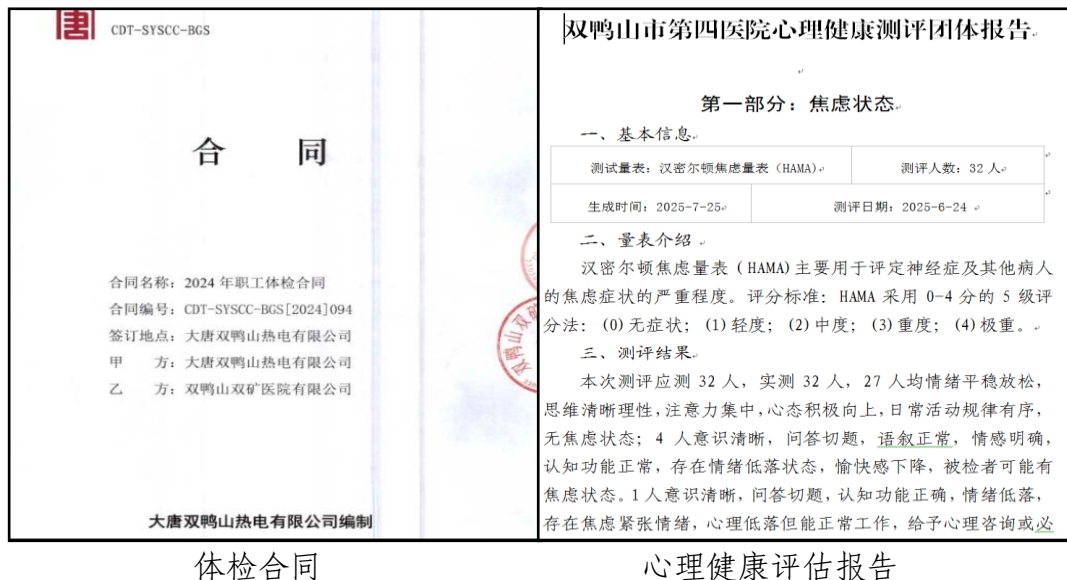 唐
CDT-SYSCC-BGS
合 同
合同名称：2024 年职工体检合同
合同编号：CDT-SYSCC-BGS[2024]094
签订地点：大唐双鸭山热电有限公司
甲 方：大唐双鸭山热电有限公司
乙 方：双鸭山双矿医院有限公司
大唐双鸭山热电有限公司编制
体检合同
双鸭山市第四医院心理健康测评团体报告
第一部分：焦虑状态
一、基本信息
测试量表：汉密尔顿焦虑量表（HAMA） 测评人数：32 人
生成时间：2025-7-25 测评日期：2025-6-24
二、量表介绍
汉密尔顿焦虑量表（HAMA)主要用于评定神经症及其他病人
的焦虑症状的严重程度。评分标准：HAMA 采用 0-4 分的 5 级评
分法：(0)无症状；(1)轻度；(2)中度；(3)重度；(4)极重。
三、测评结果
本次测评应测 32 人，实测 32 人，27 人均情绪平稳放松，
思维清晰理性，注意力集中，心态积极向上，日常活动规律有序，
无焦虑状态；4 人意识清晰，问答切题，语叙正常，情感明确，
认知功能正常，存在情绪低落状态，愉快感下降，被检者可能有
焦虑状态。1 人意识清晰，问答切题，认知功能正确，情绪低落，
存在焦虑紧张情绪，心理低落但能正常工作，给予心理咨询或必
心理健康评估报告